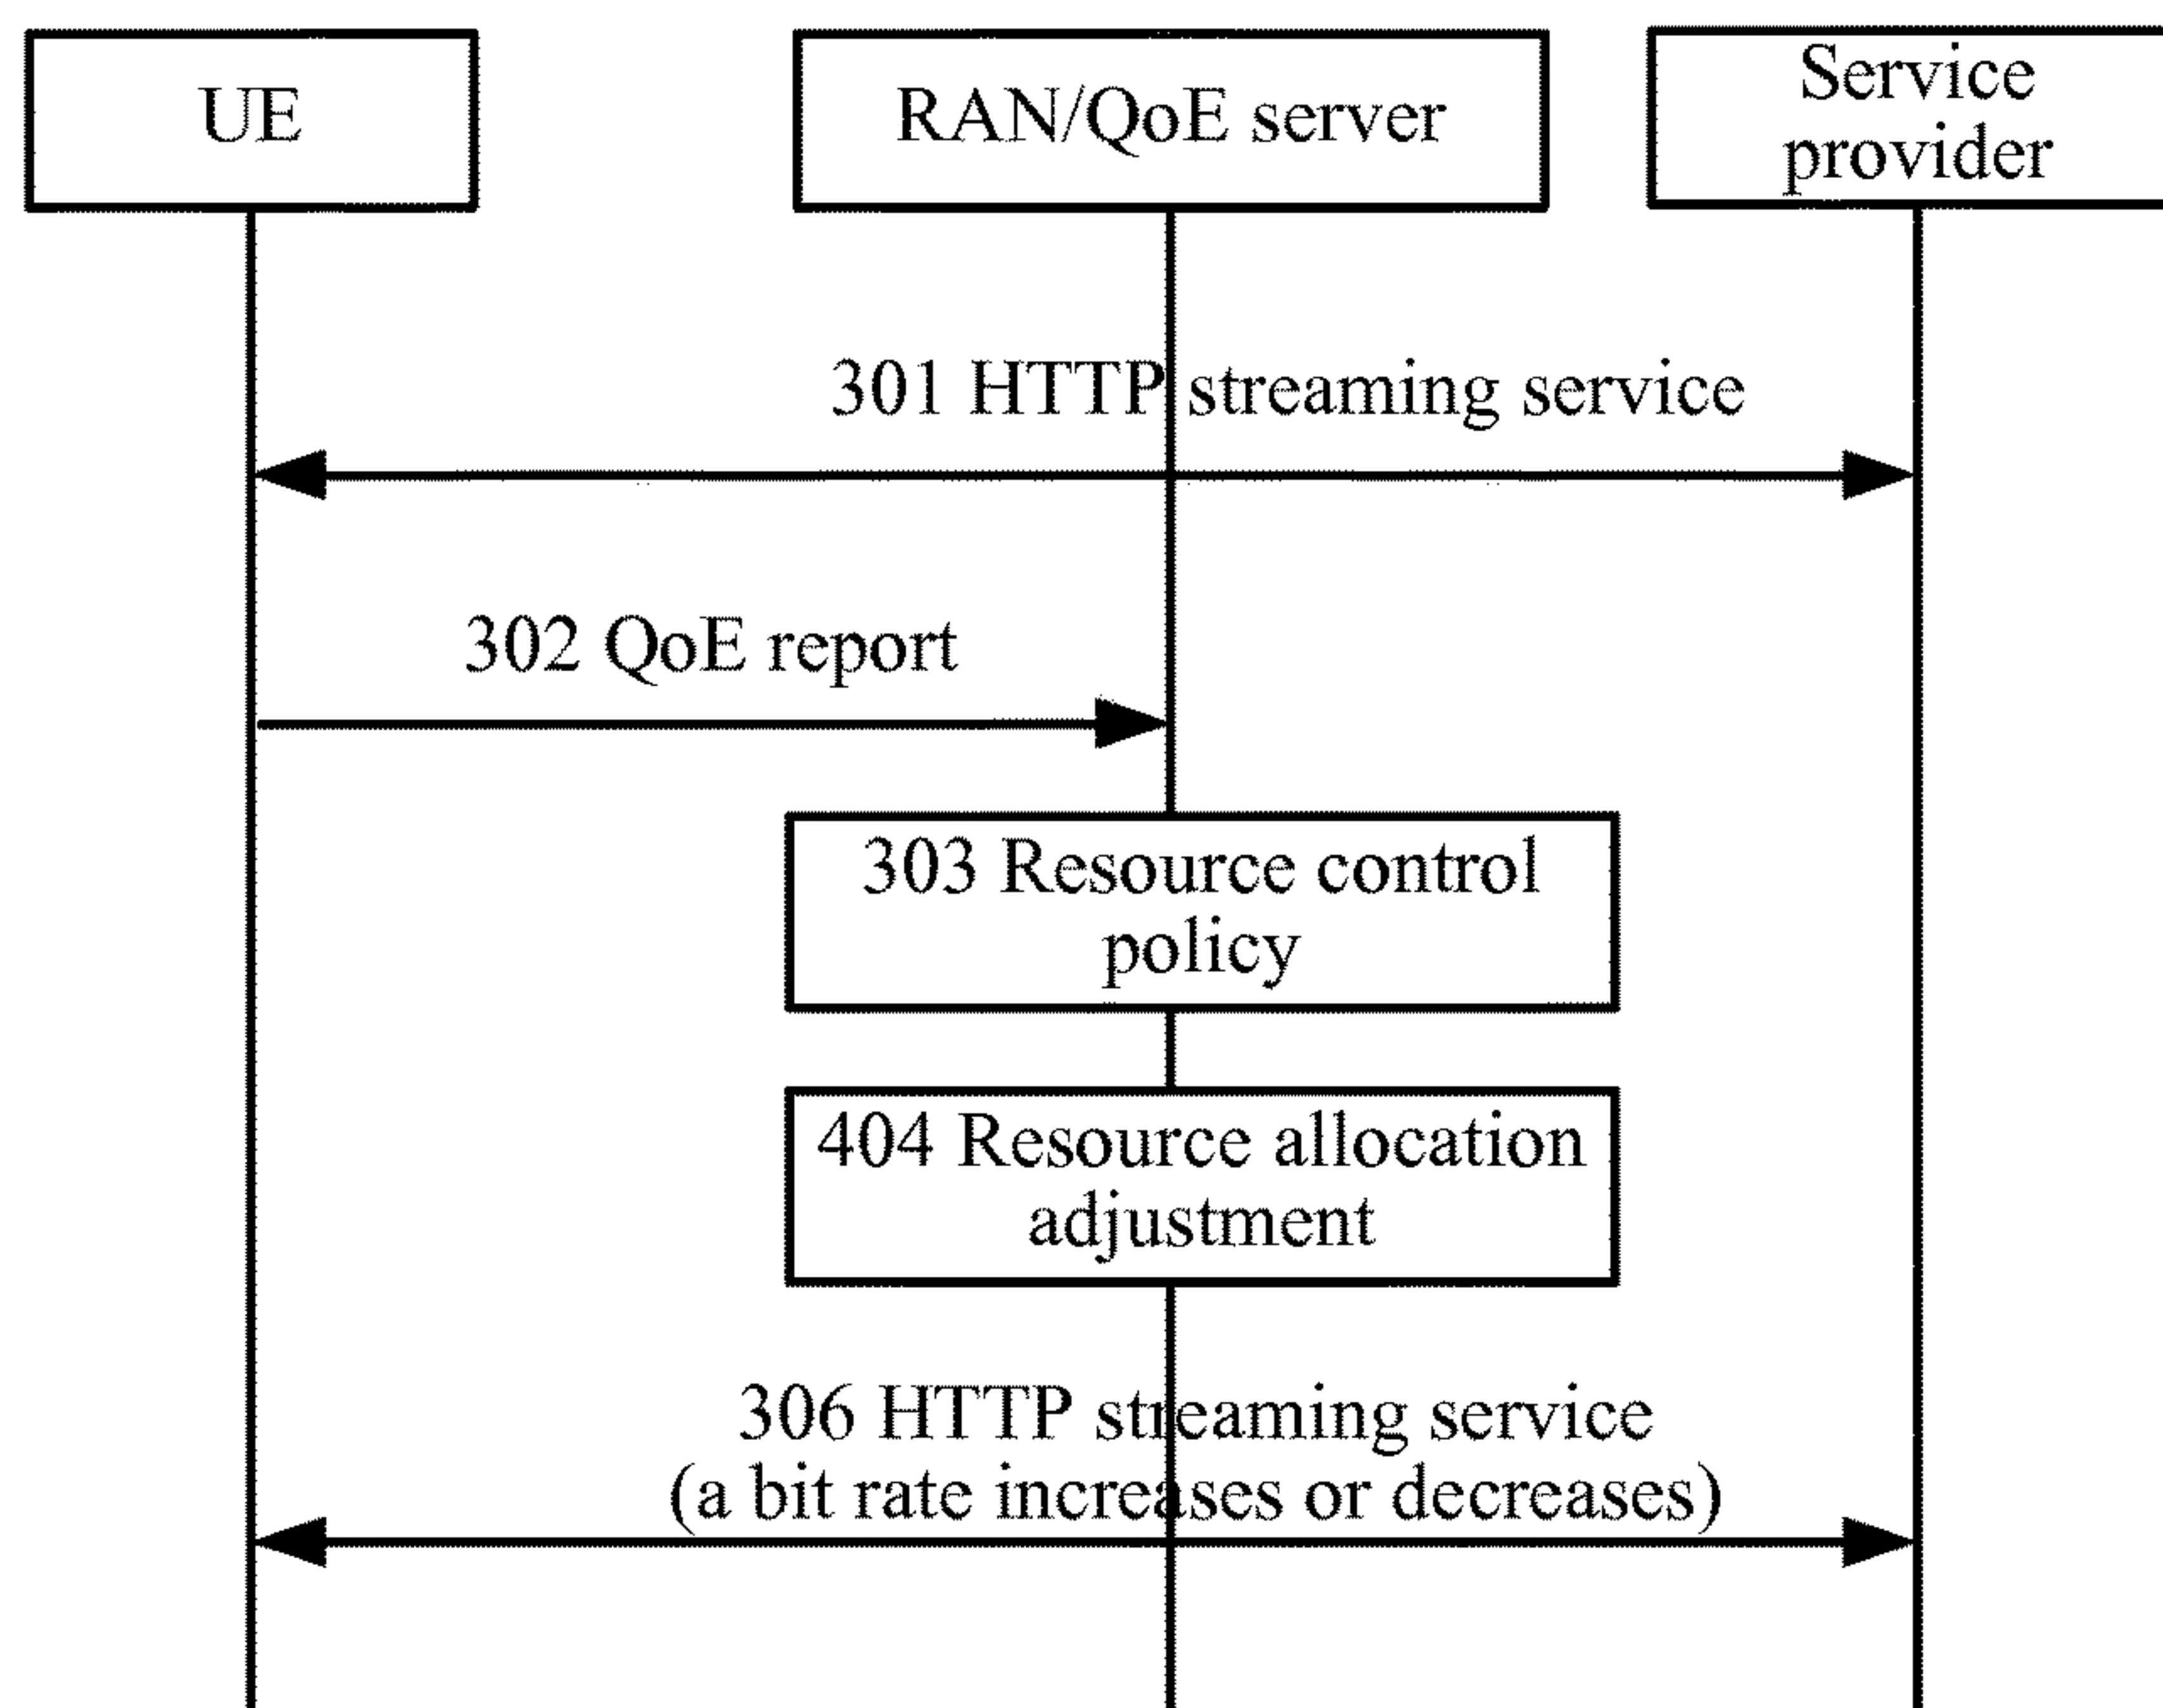 UE
RAN/QoE server
Service
provider
301 HTTP streaming service
302 QoE report
303 Resource control
policy
404 Resource allocation
adjustment
306 HTTP streaming service
(a bit rate increases or decreases)